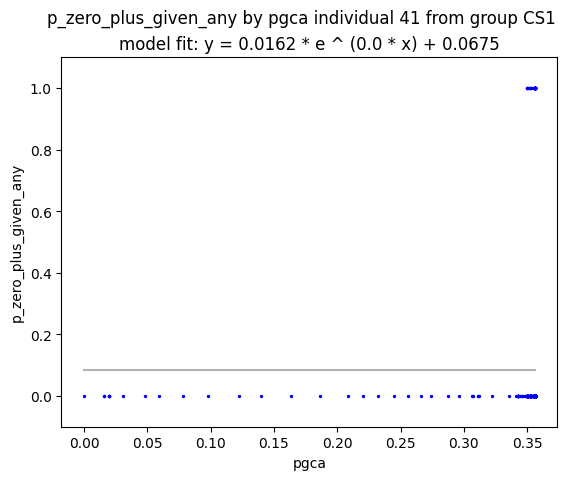 p_zero_plus_given_any by pgca individual 41 from group CS1
model fit: y = 0.0162 * e ^ (0.0 * x) + 0.0675
1.0
0.8
0.6
0.4
0.2
0.0
p_zero_plus_given_any
0.00 0.05 0.10 0.15 0.20 0.25 0.30 0.35
pgca